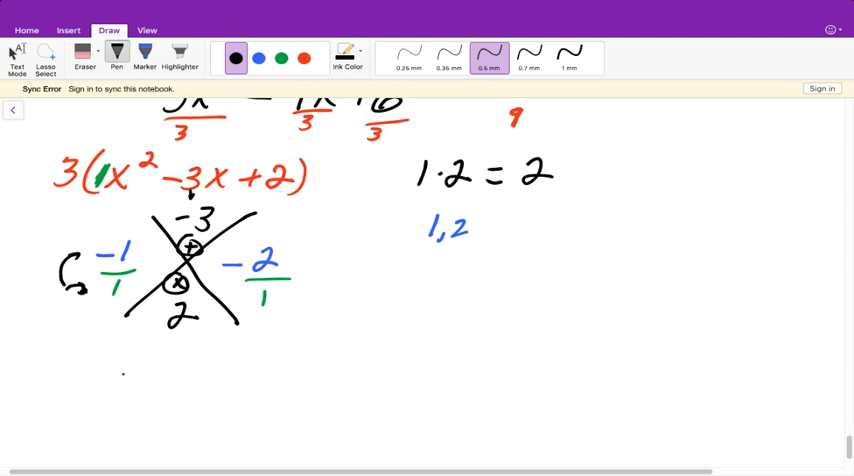 Home Insert Draw View
Text Mode Lasso Select Eraser Pen Marker Highlighter Ink Color 0.25 mm 0.35 mm 0.5 mm 0.7 mm 1 mm
Sync Error Sign in to sync this notebook. Sign in
3 3 3 9
3(1x² -3x +2) 1·2 = 2
-3 1,2
+
-1/1 -2/1
x
2